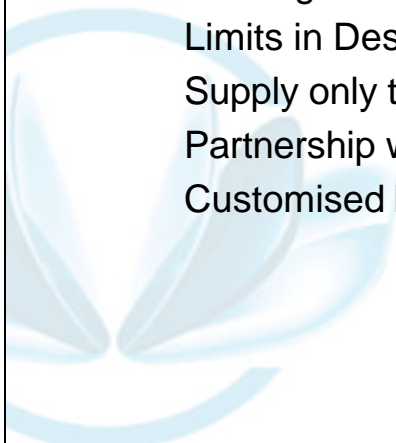 Limits in Des
Supply only t
Partnership w
Customised